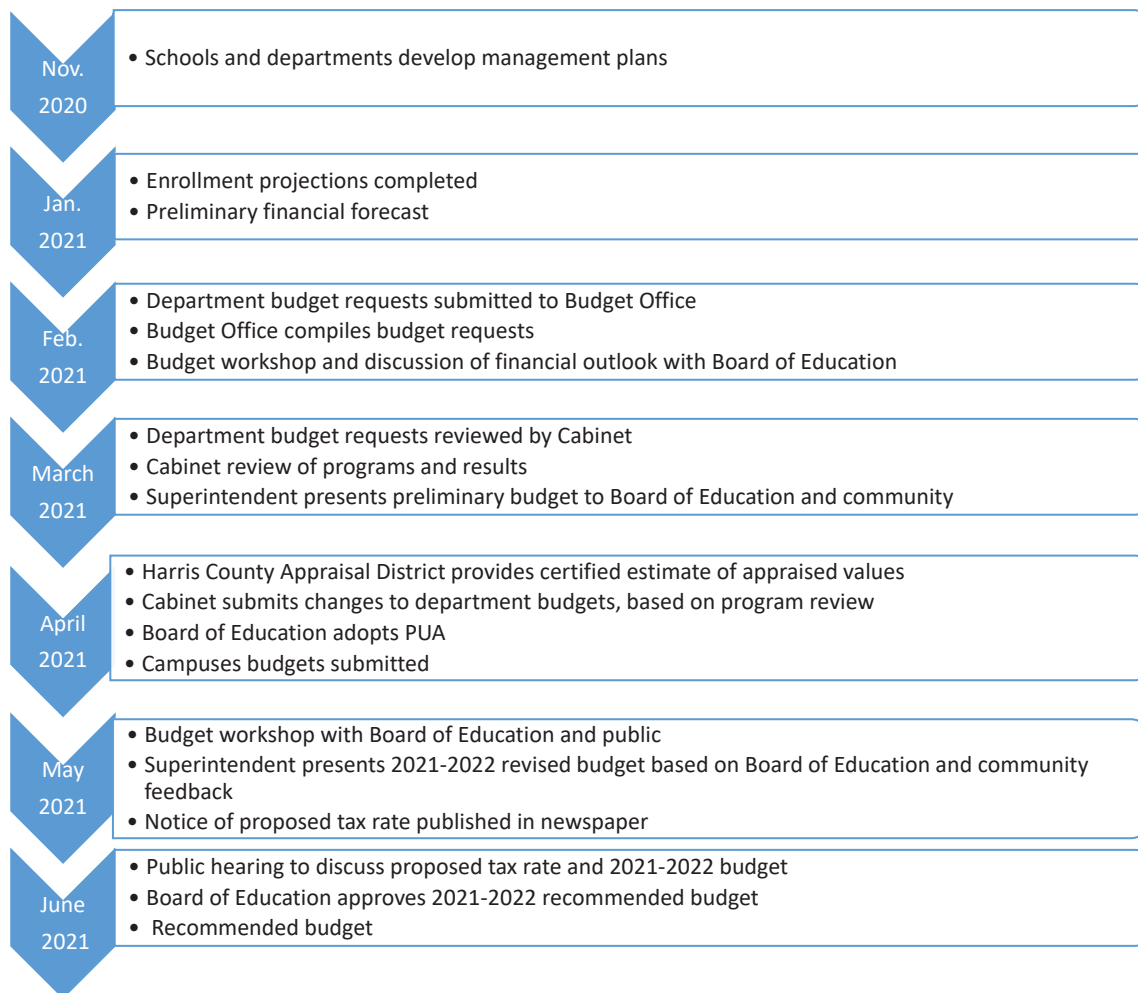 Nov.
2020
• Schools and departments develop management plans
Jan.
2021
• Enrollment projections completed
• Preliminary financial forecast
Feb.
2021
• Department budget requests submitted to Budget Office
• Budget Office compiles budget requests
• Budget workshop and discussion of financial outlook with Board of Education
March
2021
• Department budget requests reviewed by Cabinet
• Cabinet review of programs and results
• Superintendent presents preliminary budget to Board of Education and community
April
2021
• Harris County Appraisal District provides certified estimate of appraised values
• Cabinet submits changes to department budgets, based on program review
• Board of Education adopts PUA
• Campuses budgets submitted
May
2021
• Budget workshop with Board of Education and public
• Superintendent presents 2021-2022 revised budget based on Board of Education and community
feedback
• Notice of proposed tax rate published in newspaper
June
2021
• Public hearing to discuss proposed tax rate and 2021-2022 budget
• Board of Education approves 2021-2022 recommended budget
• Recommended budget